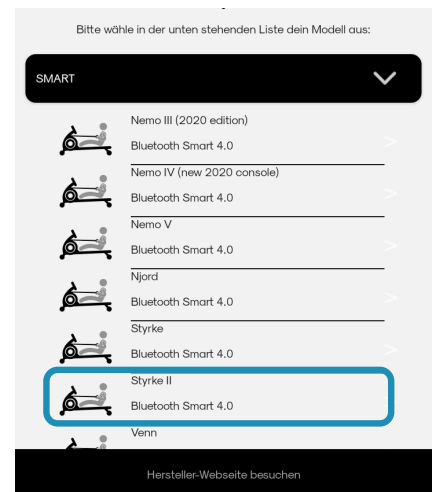 Bitte wähle in der unten stehenden Liste dein Modell aus:
SMART
Nemo III (2020 edition)
Bluetooth Smart 4.0
Nemo IV (new 2020 console)
Bluetooth Smart 4.0
Nemo V
Bluetooth Smart 4.0
Njord
Bluetooth Smart 4.0
Styrke
Bluetooth Smart 4.0
Styrke II
Bluetooth Smart 4.0
Venn
Hersteller-Webseite besuchen